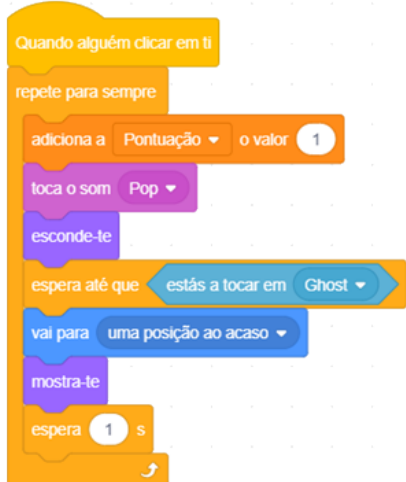 Quando alguém clicar em ti
repete para sempre
adiciona a Pontuação o valor 1
toca o som Pop
esconde-te
espera até que estás a tocar em Ghost
vai para uma posição ao acaso
mostra-te
espera 1 s